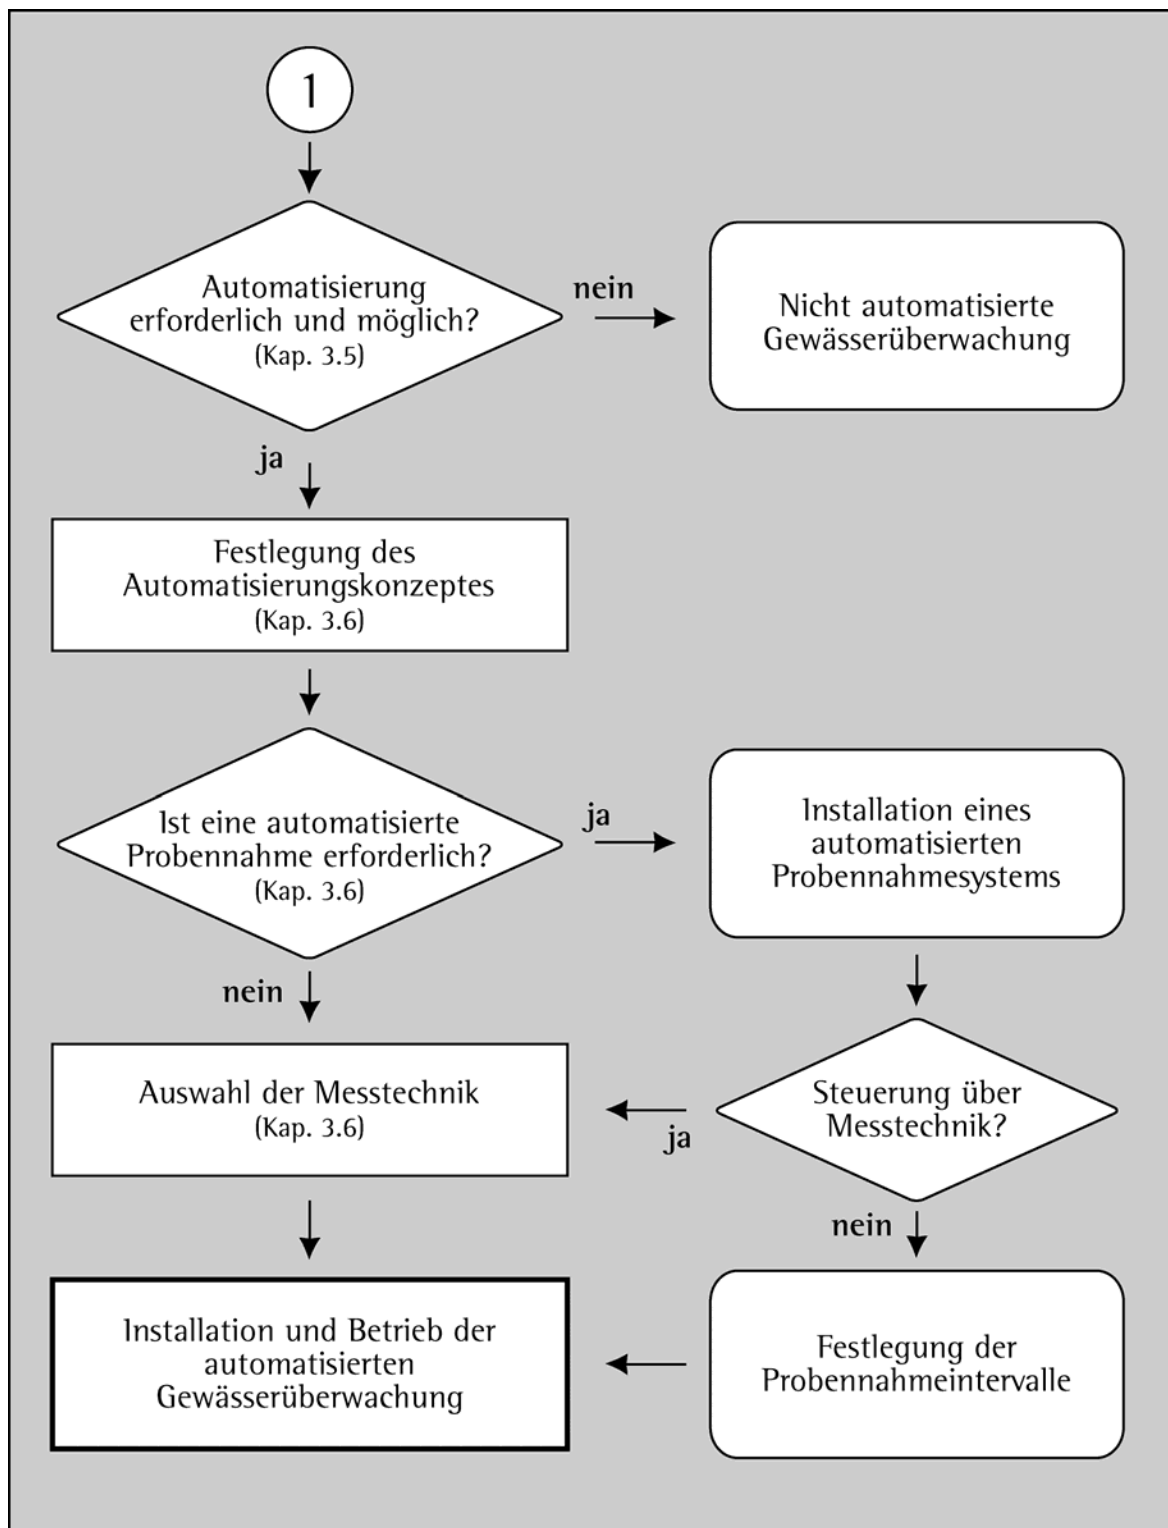 1
Automatisierung
erforderlich und möglich?
(Kap. 3.5)
nein
Nicht automatisierte
Gewässerüberwachung
ja
Festlegung des
Automatisierungskonzeptes
(Kap. 3.6)
Ist eine automatisierte
Probennahme erforderlich?
(Kap. 3.6)
ja
Installation eines
automatisierten
Probennahmesystems
nein
Auswahl der Messtechnik
(Kap. 3.6)
ja
Steuerung über
Messtechnik?
nein
Installation und Betrieb der
automatisierten
Gewässerüberwachung
Festlegung der
Probennahmeintervalle